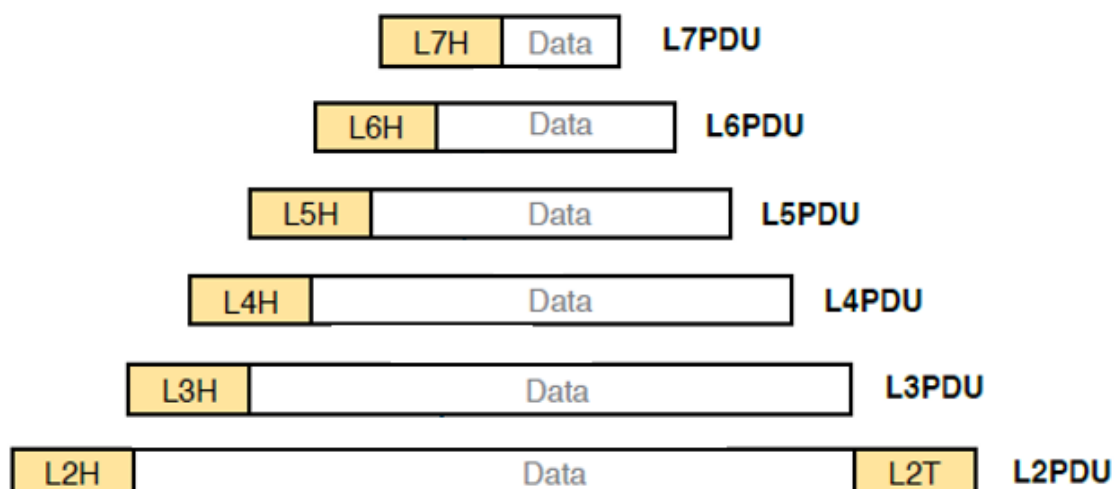 L7H Data L7PDU
L6H Data L6PDU
L5H Data L5PDU
L4H Data L4PDU
L3H Data L3PDU
L2H Data L2T L2PDU